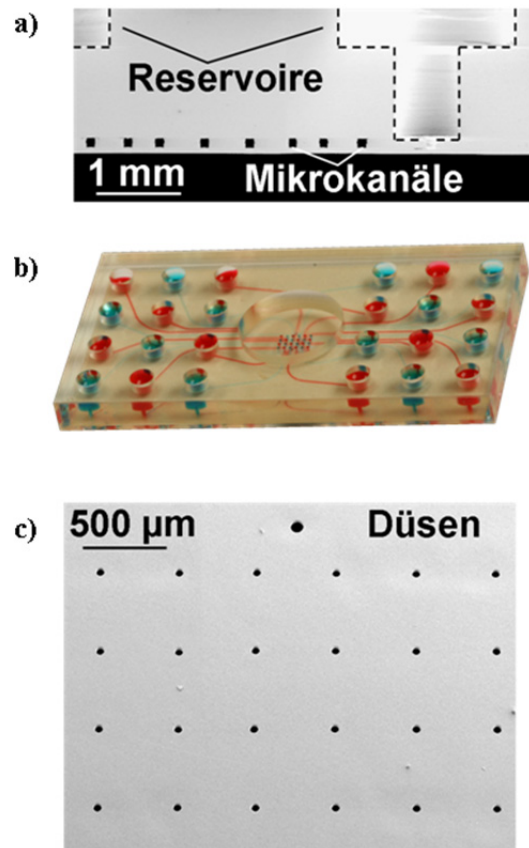 a)
Reservoire
1 mm
Mikrokanäle
b)
c)
500 µm
Düsen